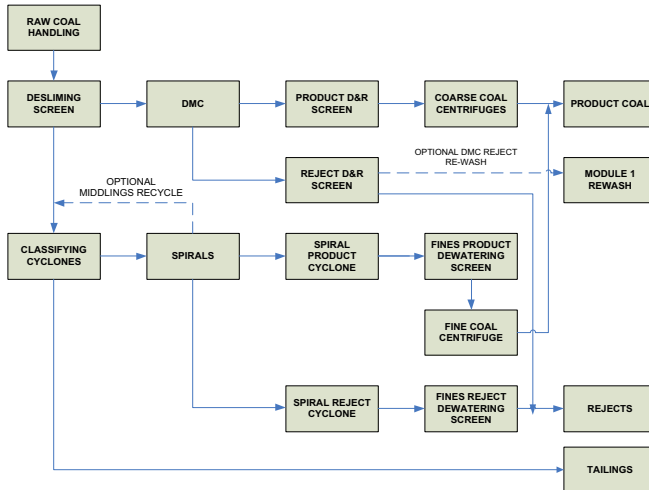 RAW COAL
HANDLING
DESLIMING
SCREEN
DMC
PRODUCT D&R
SCREEN
COARSE COAL
CENTRIFUGES
PRODUCT COAL
REJECT D&R
SCREEN
OPTIONAL DMC REJECT
RE-WASH
MODULE 1
REWASH
OPTIONAL
MIDDLINGS RECYCLE
CLASSIFYING
CYCLONES
SPIRALS
SPIRAL
PRODUCT
CYCLONE
FINES PRODUCT
DEWATERING
SCREEN
FINE COAL
CENTRIFUGE
SPIRAL REJECT
CYCLONE
FINES REJECT
DEWATERING
SCREEN
REJECTS
TAILINGS